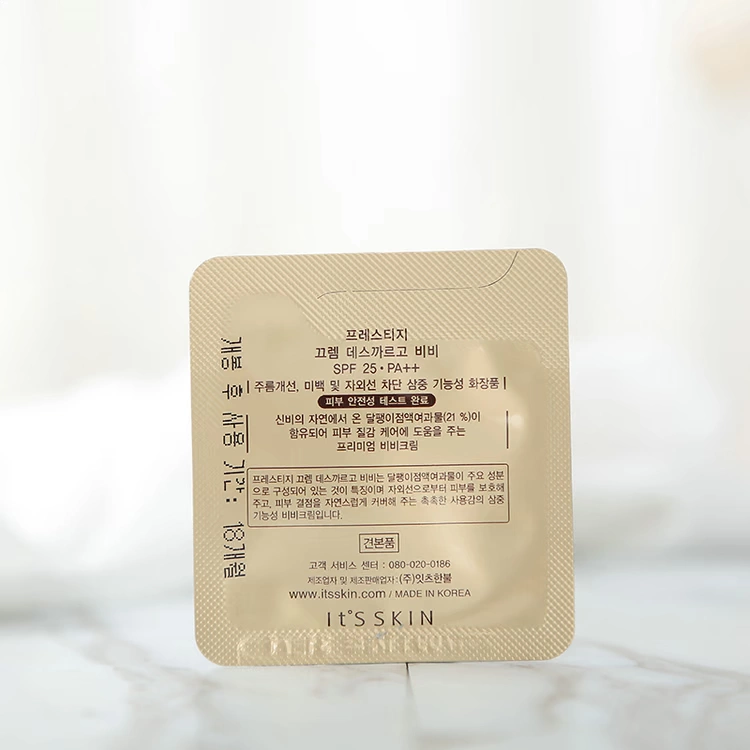 프레스티지
끄렘 데스까르고 비비
SPF 25・PA++
주름개선, 미백 및 자외선 차단 삼중 기능성 화장품
피부 안전성 테스트 완료
신비의 자연에서 온 달팽이점액여과물(21 %)이
함유되어 피부 질감 케어에 도움을 주는
프리미엄 비비크림
프레스티지 끄렘 데스까르고 비비는 달팽이점액여과물이 주요 성분
으로 구성되어 있는 것이 특징이며 자외선으로부터 피부를 보호해
주고, 피부 결점을 자연스럽게 커버해 주는 촉촉한 사용감의 삼중
기능성 비비크림입니다.
견본품
고객 서비스 센터 : 080-020-0186
제조업자 및 제조판매업자 : (주)잇츠한불
www.itsskin.com / MADE IN KOREA
It'S SKIN
개봉 후 사용 기간 : 18개월